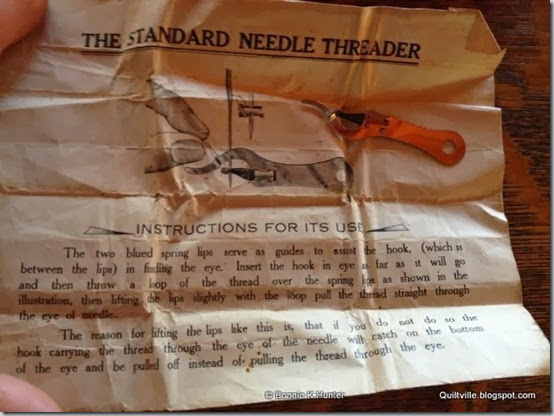 THE STANDARD NEEDLE THREADER
INSTRUCTIONS FOR ITS USE
The two blued spring lips serve as guides to assist the hook, (which is
between the lips) in finding the eye. Insert the hook in eye as far as it will go
and then throw a loop of the thread over the spring lips as shown in the
illustration, then lifting the lips slightly with the loop pull the thread straight through
the eye of needle.
The reason for lifting the lips like this is, that if you do not do so the
hook carrying the thread through the eye of the needle will catch on the bottom
of the eye and be pulled off instead of pulling the thread through the eye.
© Bonnie K Hunter
Quiltville.blogspot.com